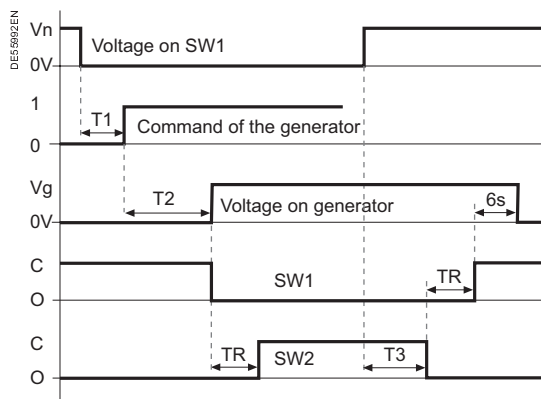 DE55992EN
Vn
Voltage on SW1
0V
1
T1
Command of the generator
0
Vg
T2
Voltage on generator
6s
0V
C
SW1
TR
O
C
TR
SW2
T3
O